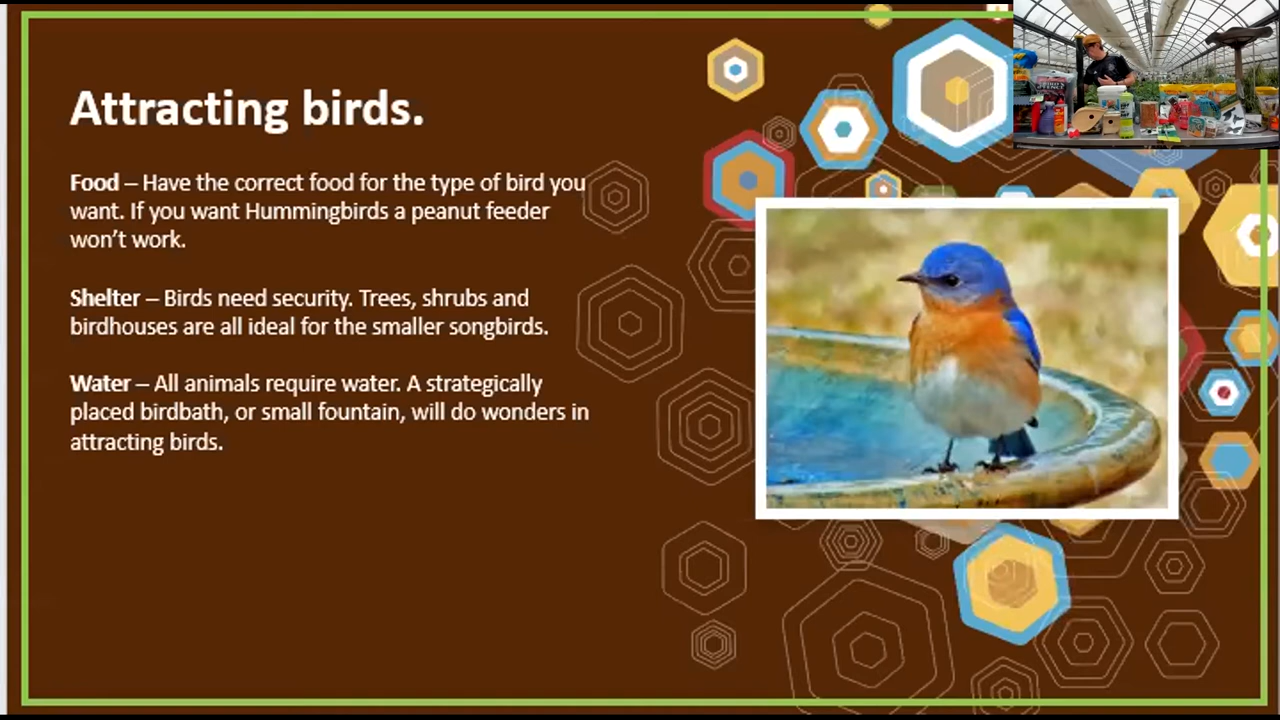 Attracting birds.
Food – Have the correct food for the type of bird you
want. If you want Hummingbirds a peanut feeder
won't work.
Shelter – Birds need security. Trees, shrubs and
birdhouses are all ideal for the smaller songbirds.
Water – All animals require water. A strategically
placed birdbath, or small fountain, will do wonders in
attracting birds.